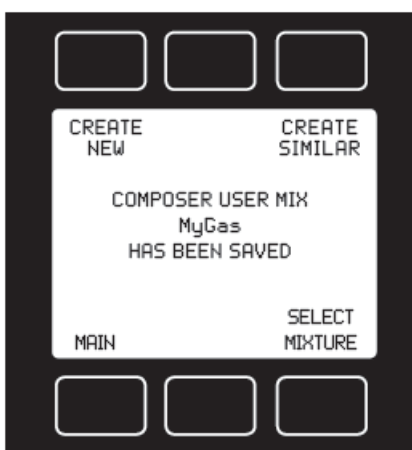 CREATE NEW
CREATE SIMILAR
COMPOSER USER MIX
MyGas
HAS BEEN SAVED
MAIN
SELECT MIXTURE